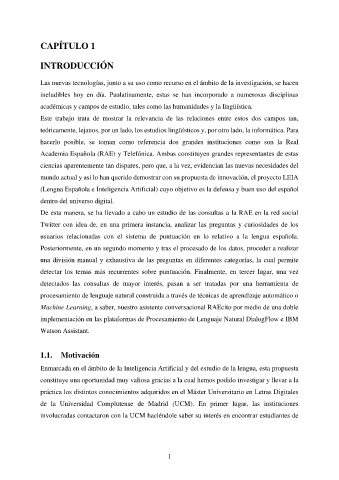 CAPÍTULO 1
INTRODUCCIÓN
Las nuevas tecnologías, junto a su uso como recurso en el ámbito de la investigación, se hacen
ineludibles hoy en día. Paulatinamente, estas se han incorporado a numerosas disciplinas
académicas y campos de estudio, tales como las humanidades y la lingüística.
Este trabajo trata de mostrar la relevancia de las relaciones entre estos dos campos tan,
teóricamente, lejanos, por un lado, los estudios lingüísticos y, por otro lado, la informática. Para
hacerlo posible, se toman como referencia dos grandes instituciones como son la Real
Academia Española (RAE) y Telefónica. Ambas constituyen grandes representantes de estas
ciencias aparentemente tan dispares, pero que, a la vez, evidencian las nuevas necesidades del
mundo actual y así lo han querido demostrar con su propuesta de innovación, el proyecto LEIA
(Lengua Española e Inteligencia Artificial) cuyo objetivo es la defensa y buen uso del español
dentro del universo digital.
De esta manera, se ha llevado a cabo un estudio de las consultas a la RAE en la red social
Twitter con idea de, en una primera instancia, analizar las preguntas y curiosidades de los
usuarios relacionadas con el sistema de puntuación en lo relativo a la lengua española.
Posteriormente, en un segundo momento y tras el procesado de los datos, proceder a realizar
una división manual y exhaustiva de las preguntas en diferentes categorías, la cual permite
detectar los temas más recurrentes sobre puntuación. Finalmente, en tercer lugar, una vez
detectados las consultas de mayor interés, pasan a ser tratadas por una herramienta de
procesamiento de lenguaje natural construida a través de técnicas de aprendizaje automático o
Machine Learning, a saber, nuestro asistente conversacional RAEcito por medio de una doble
implementación en las plataformas de Procesamiento de Lenguaje Natural DialogFlow e IBM
Watson Assistant.
1.1. Motivación
Enmarcada en el ámbito de la Inteligencia Artificial y del estudio de la lengua, esta propuesta
constituye una oportunidad muy valiosa gracias a la cual hemos podido investigar y llevar a la
práctica los distintos conocimientos adquiridos en el Máster Universitario en Letras Digitales
de la Universidad Complutense de Madrid (UCM). En primer lugar, las instituciones
involucradas contactaron con la UCM haciéndole saber su interés en encontrar estudiantes de
1